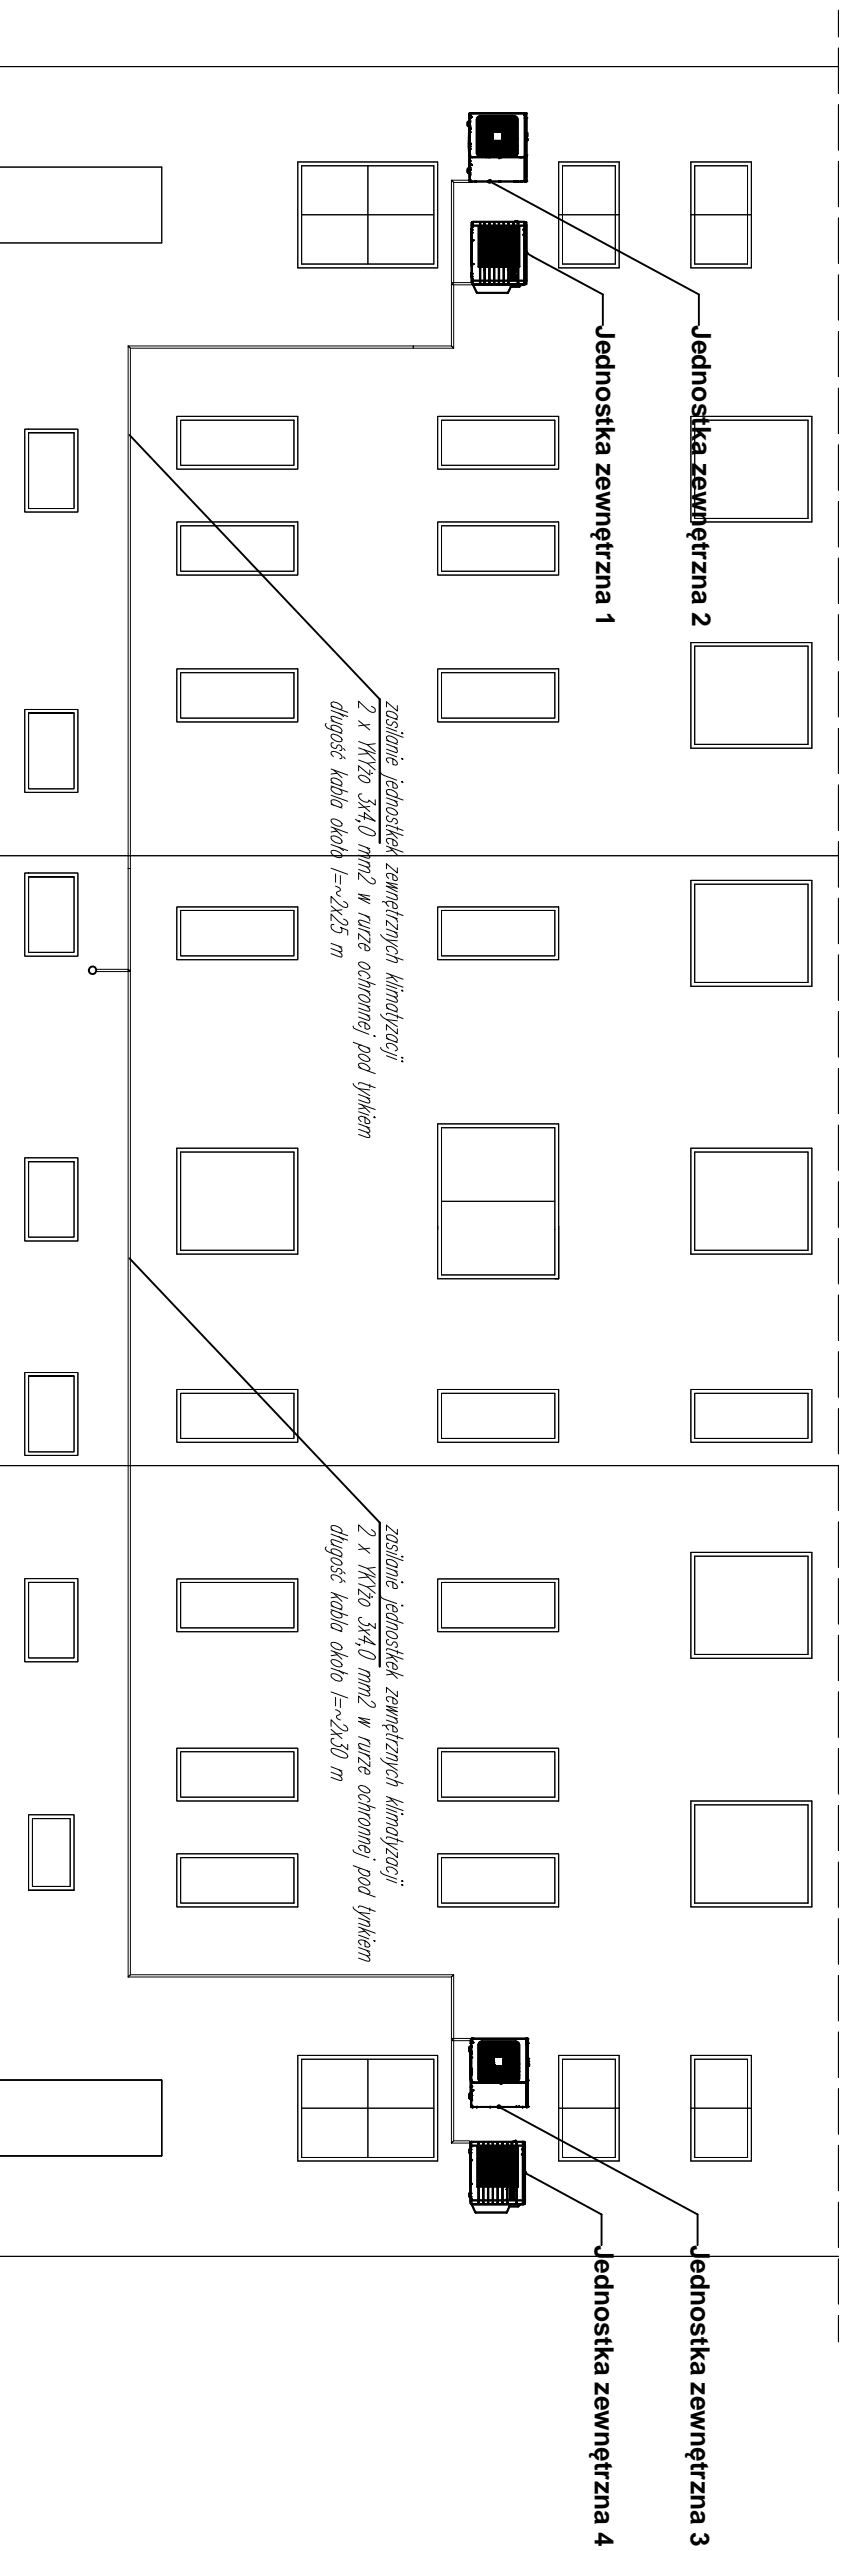 Jednostka zewnętrzna 2
Jednostka zewnętrzna 1
zasilanie jednostkek zewnętrznych klimatyzacji
2 x YKYżo 3x4,0 mm2 w rurze ochronnej pod tynkiem
długość kabla około l=~2x25 m
zasilanie jednostkek zewnętrznych klimatyzacji
2 x YKYżo 3x4,0 mm2 w rurze ochronnej pod tynkiem
długość kabla około l=~2x30 m
Jednostka zewnętrzna 3
Jednostka zewnętrzna 4